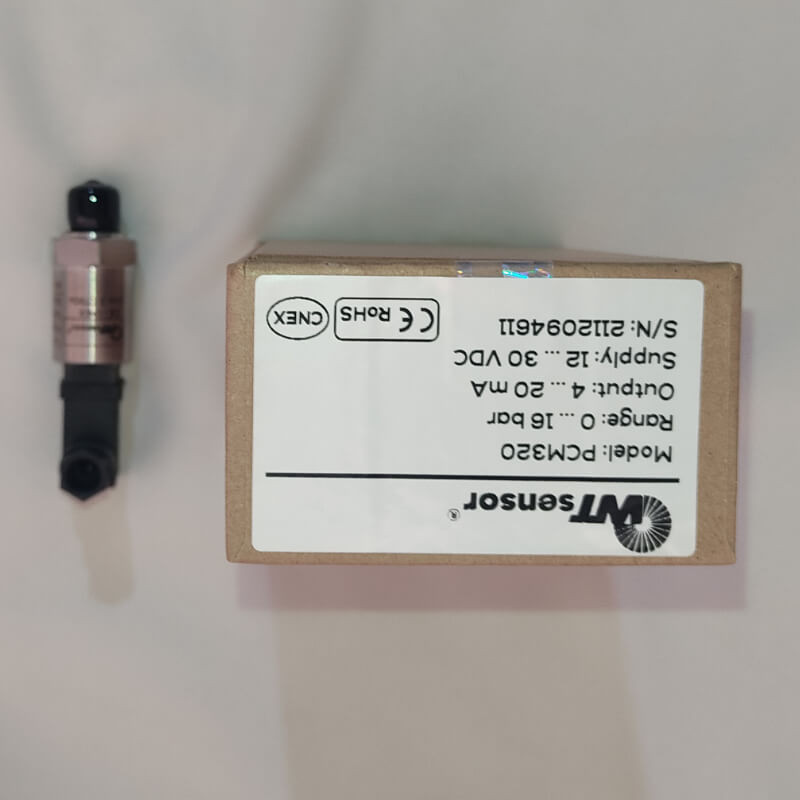 WTsensor®
Model: PCM320
Range: 0 ... 16 bar
Output: 4 ... 20 mA
Supply: 12 ... 30 VDC
S/N: 2112094611
CE RoHS CNEX